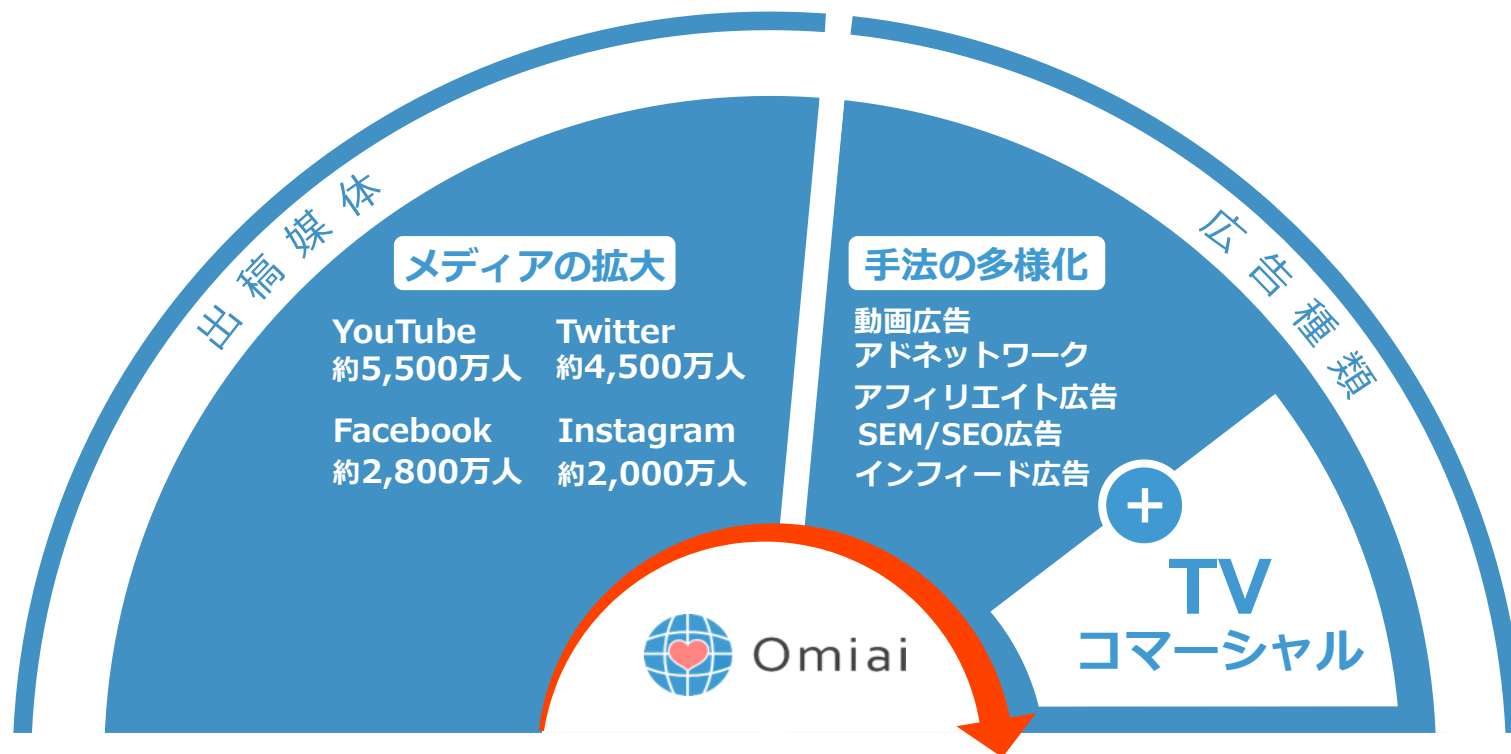 出稿媒体
メディアの拡大
YouTube
約5,500万人
Twitter
約4,500万人
Facebook
約2,800万人
Instagram
約2,000万人
広告種類
手法の多様化
動画広告
アドネットワーク
アフィリエイト広告
SEM/SEO広告
インフィード広告
+
TV
コマーシャル
Omiai